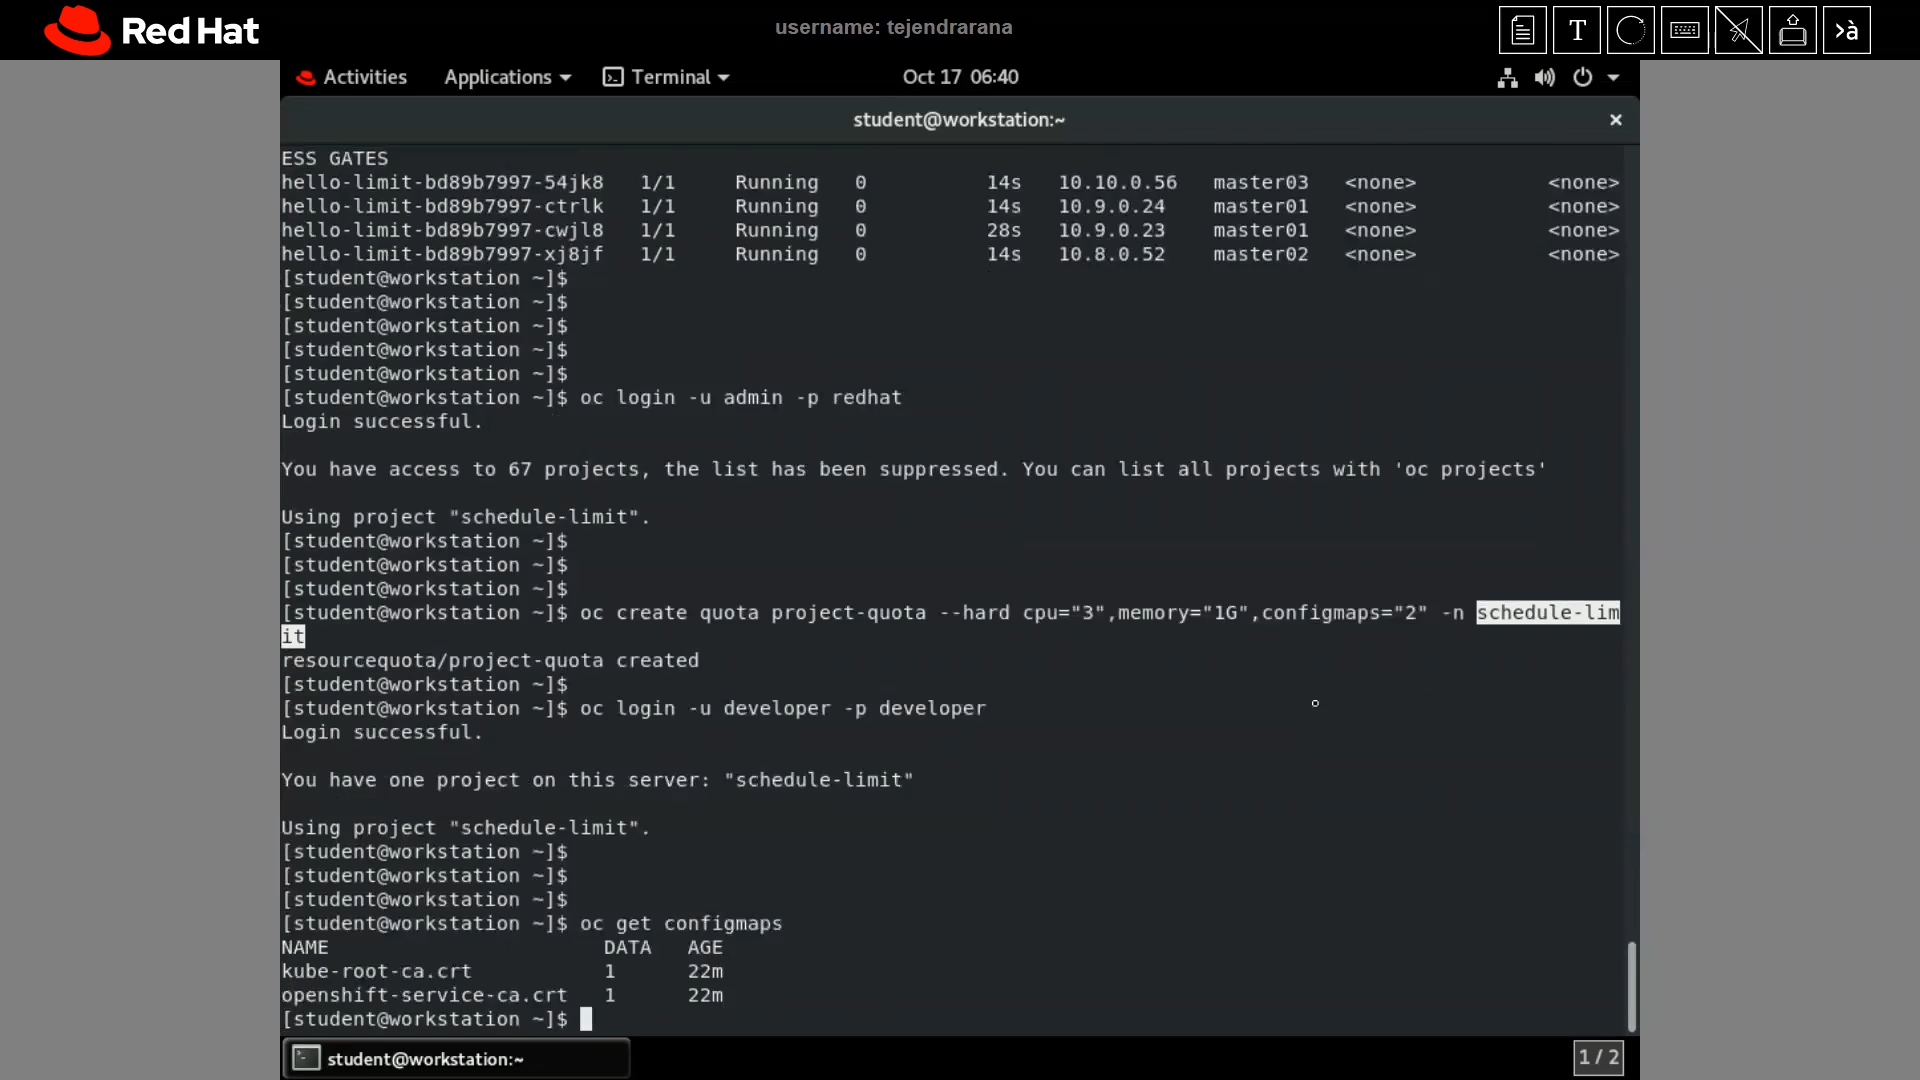 Red Hat
username: tejendrarana
T
>à
Activities Applications Terminal Oct 17 06:40
student@workstation:~ ×
ESS GATES
hello-limit-bd89b7997-54jk8 1/1 Running 0 14s 10.10.0.56 master03 <none> <none>
hello-limit-bd89b7997-ctrlk 1/1 Running 0 14s 10.9.0.24 master01 <none> <none>
hello-limit-bd89b7997-cwjl8 1/1 Running 0 28s 10.9.0.23 master01 <none> <none>
hello-limit-bd89b7997-xj8jf 1/1 Running 0 14s 10.8.0.52 master02 <none> <none>
[student@workstation ~]$
[student@workstation ~]$
[student@workstation ~]$
[student@workstation ~]$
[student@workstation ~]$
[student@workstation ~]$ oc login -u admin -p redhat
Login successful.
You have access to 67 projects, the list has been suppressed. You can list all projects with 'oc projects'
Using project "schedule-limit".
[student@workstation ~]$
[student@workstation ~]$
[student@workstation ~]$
[student@workstation ~]$ oc create quota project-quota --hard cpu="3",memory="1G",configmaps="2" -n schedule-lim
it
resourcequota/project-quota created
[student@workstation ~]$
[student@workstation ~]$ oc login -u developer -p developer
Login successful.
You have one project on this server: "schedule-limit"
Using project "schedule-limit".
[student@workstation ~]$
[student@workstation ~]$
[student@workstation ~]$
[student@workstation ~]$ oc get configmaps
NAME DATA AGE
kube-root-ca.crt 1 22m
openshift-service-ca.crt 1 22m
[student@workstation ~]$
student@workstation:~ 1 / 2